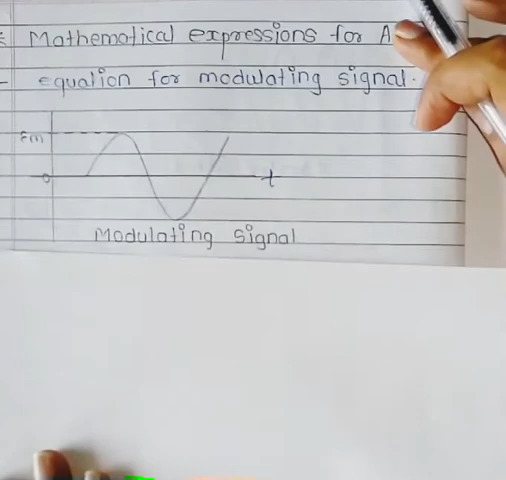 Mathematical expressions for A
equation for modulating signal.
Em
0
t
Modulating Signal